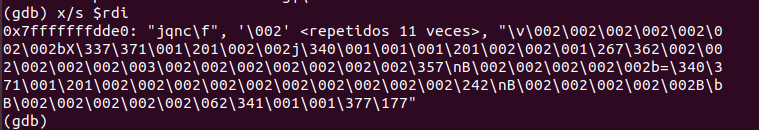 (gdb) x/s $rdi
0x7fffffffdde0: "jqnc\f", '\002' <repetidos 11 veces>, "\v\002\002\002\002\002\0
02\002bX\337\371\001\201\002\002j\340\001\001\001\201\002\002\001\267\362\002\00
2\002\002\002\003\002\002\002\002\002\002\002\357\nB\002\002\002\002\002b=\340\3
71\001\201\002\002\002\002\002\002\002\002\002\242\nB\002\002\002\002\002B\b
B\002\002\002\002\002\062\341\001\001\377\177"
(gdb)